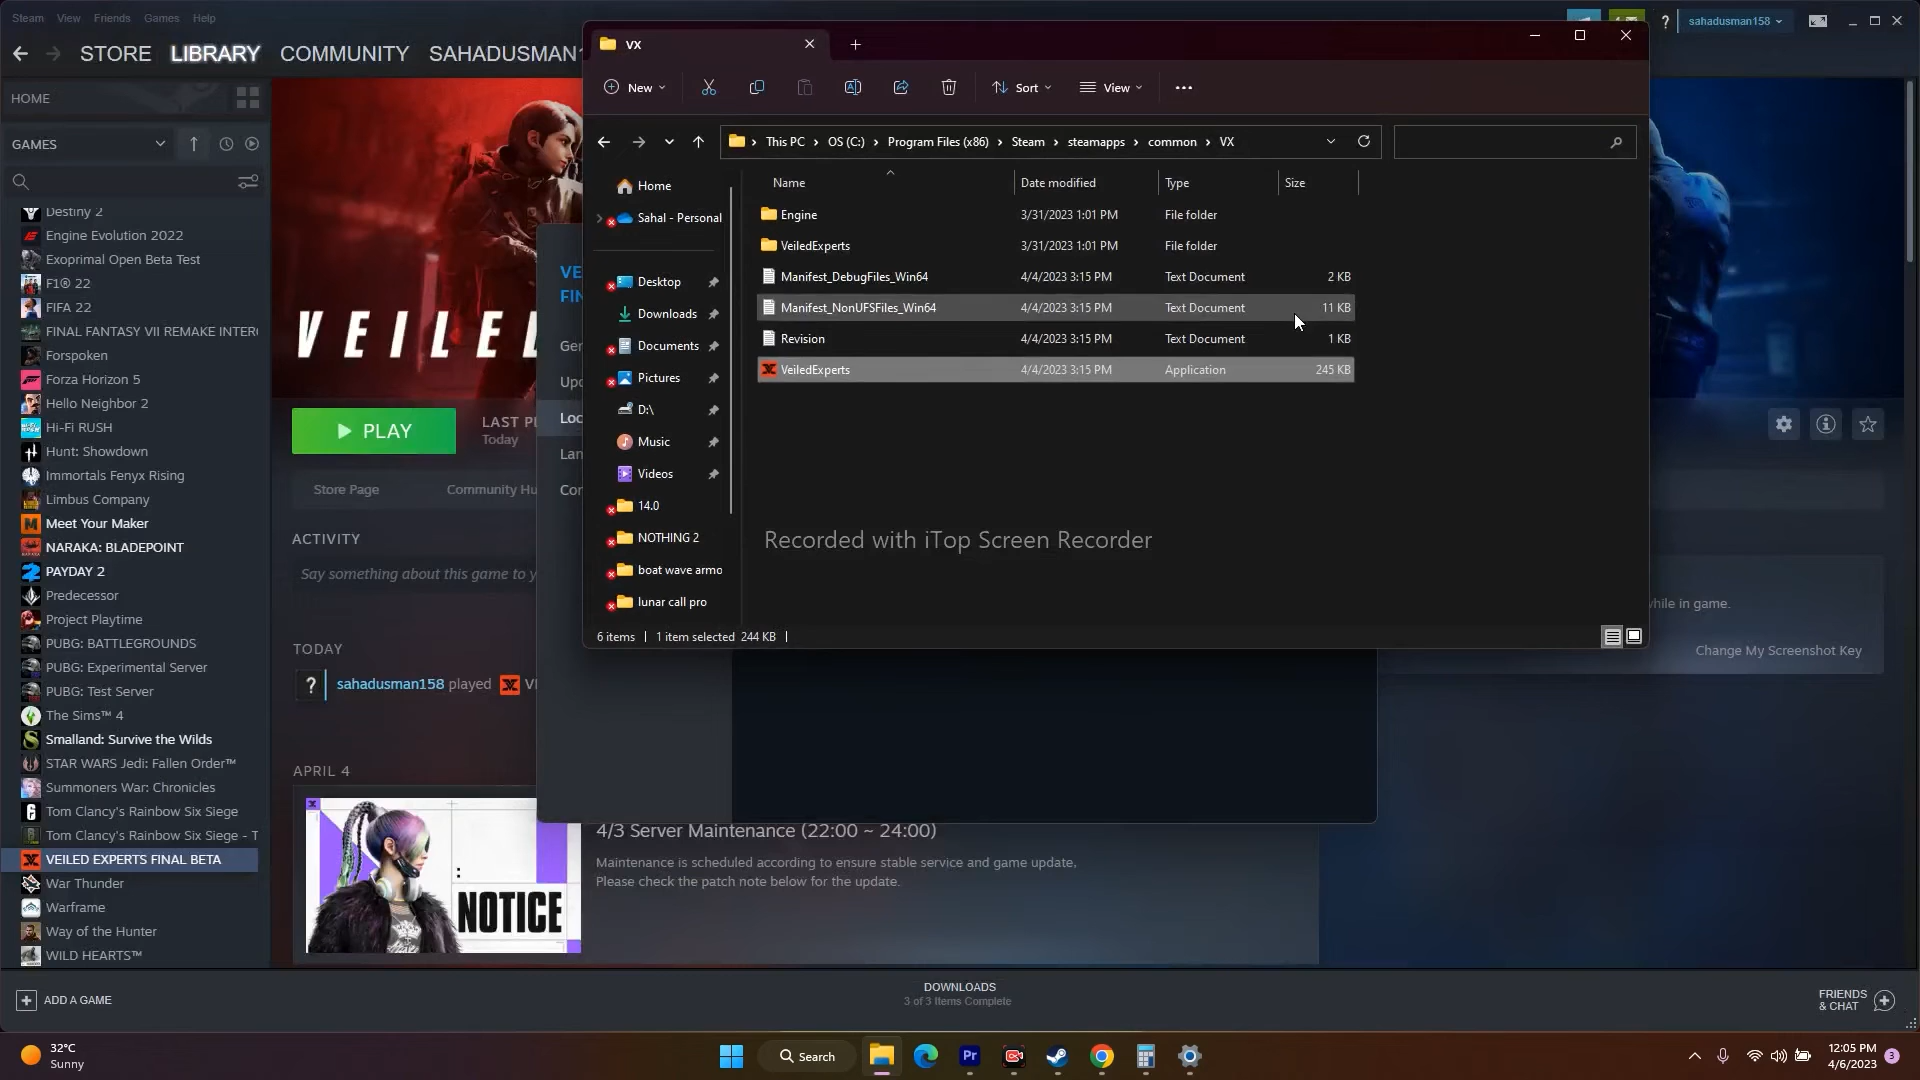 Steam View Friends Games Help
sahadusman158
STORE LIBRARY COMMUNITY SAHADUSMAN1
HOME
GAMES
Destiny 2
Engine Evolution 2022
Exoprimal Open Beta Test
F1® 22
FIFA 22
FINAL FANTASY VII REMAKE INTER
Forspoken
Forza Horizon 5
Hello Neighbor 2
Hi-Fi RUSH
Hunt: Showdown
Immortals Fenyx Rising
Limbus Company
Meet Your Maker
NARAKA: BLADEPOINT
PAYDAY 2
Predecessor
Project Playtime
PUBG: BATTLEGROUNDS
PUBG: Experimental Server
PUBG: Test Server
The Sims™ 4
Smalland: Survive the Wilds
STAR WARS Jedi: Fallen Order™
Summoners War: Chronicles
Tom Clancy's Rainbow Six Siege
Tom Clancy's Rainbow Six Siege - T
VEILED EXPERTS FINAL BETA
War Thunder
Warframe
Way of the Hunter
WILD HEARTS™
ADD A GAME
VEILE
PLAY
LAST P
Today
Store Page Community Hu
ACTIVITY
Say something about this game to y
TODAY
sahadusman158 played VI
APRIL 4
NOTICE
4/3 Server Maintenance (22:00 ~ 24:00)
Maintenance is scheduled according to ensure stable service and game update,
Please check the patch note below for the update.
VE
FIN
Ger
Upd
Loc
Lan
Cor
VX
New Sort View
This PC OS (C:) Program Files (x86) Steam steamapps common VX
Home
Sahal - Personal
Desktop
Downloads
Documents
Pictures
D:\
Music
Videos
14.0
NOTHING 2
boat wave armo
lunar call pro
Name Date modified Type Size
Engine 3/31/2023 1:01 PM File folder
VeiledExperts 3/31/2023 1:01 PM File folder
Manifest_DebugFiles_Win64 4/4/2023 3:15 PM Text Document 2 KB
Manifest_NonUFSFiles_Win64 4/4/2023 3:15 PM Text Document 11 KB
Revision 4/4/2023 3:15 PM Text Document 1 KB
VeiledExperts 4/4/2023 3:15 PM Application 245 KB
Recorded with iTop Screen Recorder
6 items 1 item selected 244 KB
while in game.
Change My Screenshot Key
DOWNLOADS
3 of 3 Items Complete
FRIENDS
& CHAT
32°C
Sunny
Search
Pr
12:05 PM
4/6/2023
3